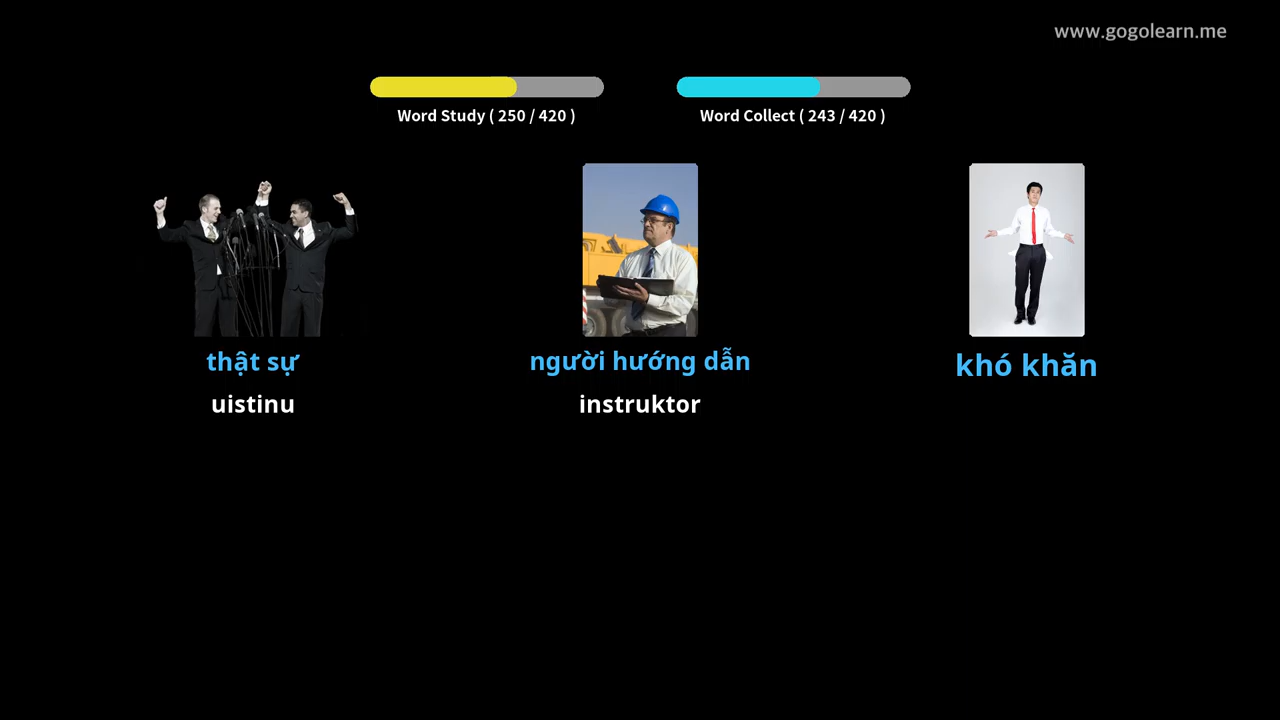 www.gogolearn.me
Word Study ( 250 / 420 )
Word Collect ( 243 / 420 )
thật sự
uistinu
người hướng dẫn
instruktor
khó khăn